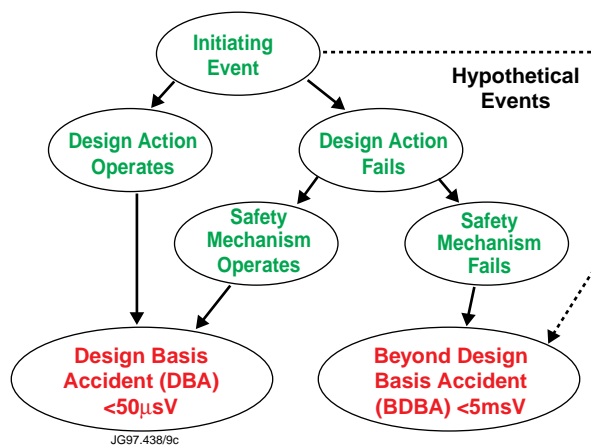 Initiating
Event
Hypothetical
Events
Design Action
Operates
Design Action
Fails
Safety
Mechanism
Operates
Safety
Mechanism
Fails
Design Basis
Accident (DBA)
<50μsV
Beyond Design
Basis Accident
(BDBA) <5msV
JG97.438/9c